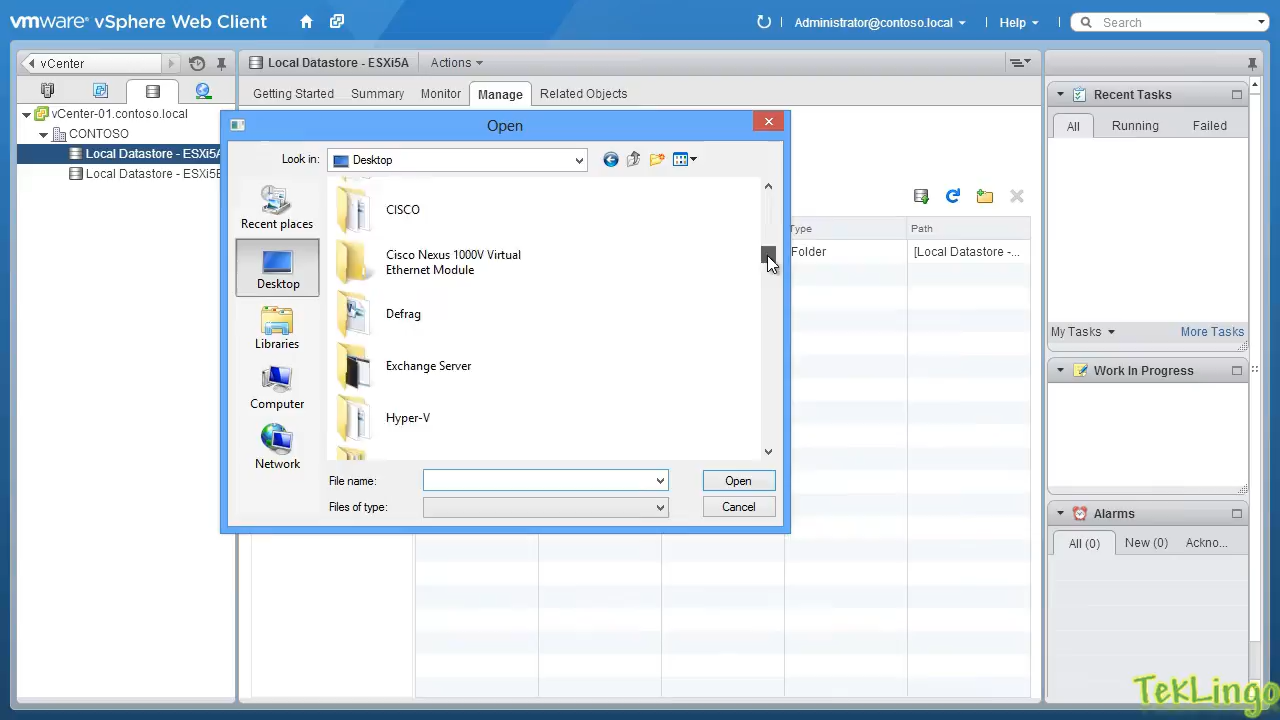 vmware vSphere Web Client
Administrator@contoso.local
Help
Search
vCenter
Local Datastore - ESXi5A
Actions
Getting Started
Summary
Monitor
Manage
Related Objects
vCenter-01.contoso.local
CONTOSO
Local Datastore - ESXi5A
Local Datastore - ESXi5B
Open
Look in:
Desktop
Recent places
Desktop
Libraries
Computer
Network
CISCO
Cisco Nexus 1000V Virtual
Ethernet Module
Defrag
Exchange Server
Hyper-V
File name:
Open
Files of type:
Cancel
Type
Path
Folder
[Local Datastore -...
Recent Tasks
All
Running
Failed
My Tasks
More Tasks
Work In Progress
Alarms
All (0)
New (0)
Ackno...
TekLingo